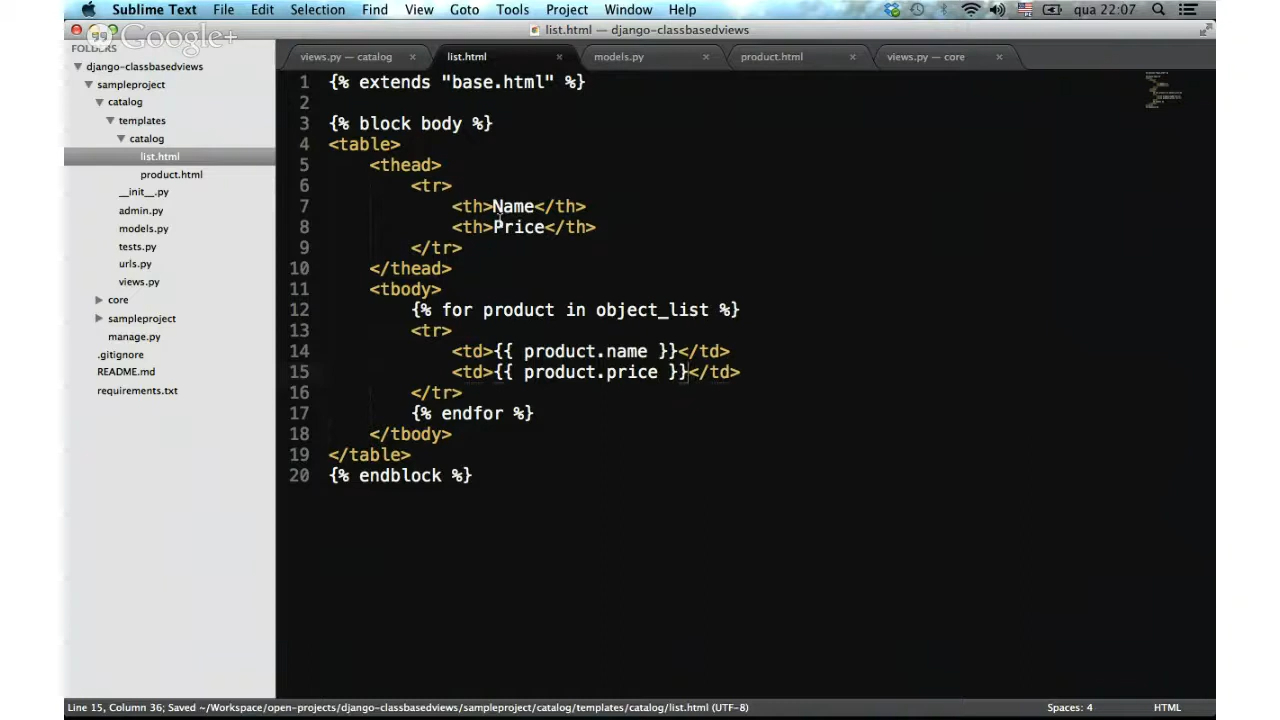 Sublime Text File Edit Selection Find View Goto Tools Project Window Help qua 22:07
list.html — django-classbasedviews
Google+
FOLDERS
django-classbasedviews
sampleproject
catalog
templates
catalog
list.html
product.html
__init__.py
admin.py
models.py
tests.py
urls.py
views.py
core
sampleproject
manage.py
.gitignore
README.md
requirements.txt
views.py — catalog × list.html × models.py × product.html × views.py — core ×
1 {% extends "base.html" %}
2
3 {% block body %}
4 <table>
5 <thead>
6 <tr>
7 <th>Name</th>
8 <th>Price</th>
9 </tr>
10 </thead>
11 <tbody>
12 {% for product in object_list %}
13 <tr>
14 <td>{{ product.name }}</td>
15 <td>{{ product.price }}</td>
16 </tr>
17 {% endfor %}
18 </tbody>
19 </table>
20 {% endblock %}
Line 15, Column 36; Saved ~/Workspace/open-projects/django-classbasedviews/sampleproject/catalog/templates/catalog/list.html (UTF-8) Spaces: 4 HTML